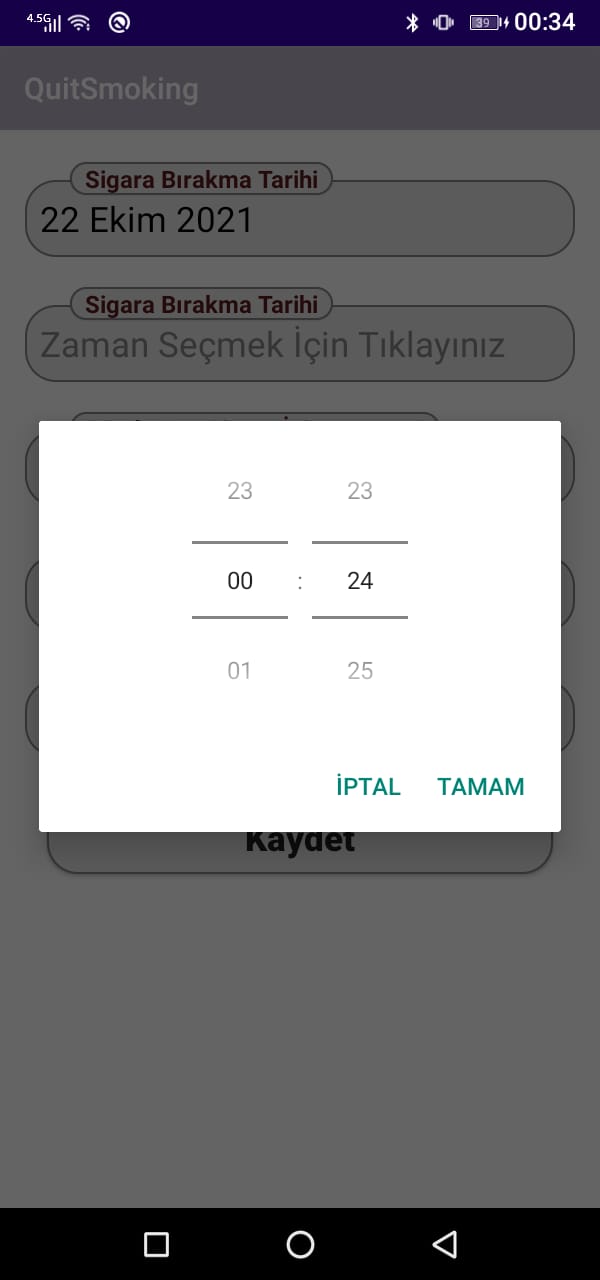 4.5G 39 00:34
QuitSmoking
Sigara Bırakma Tarihi
22 Ekim 2021
Sigara Bırakma Tarihi
Zaman Seçmek İçin Tıklayınız
23 23
00 : 24
01 25
İPTAL TAMAM
Kaydet